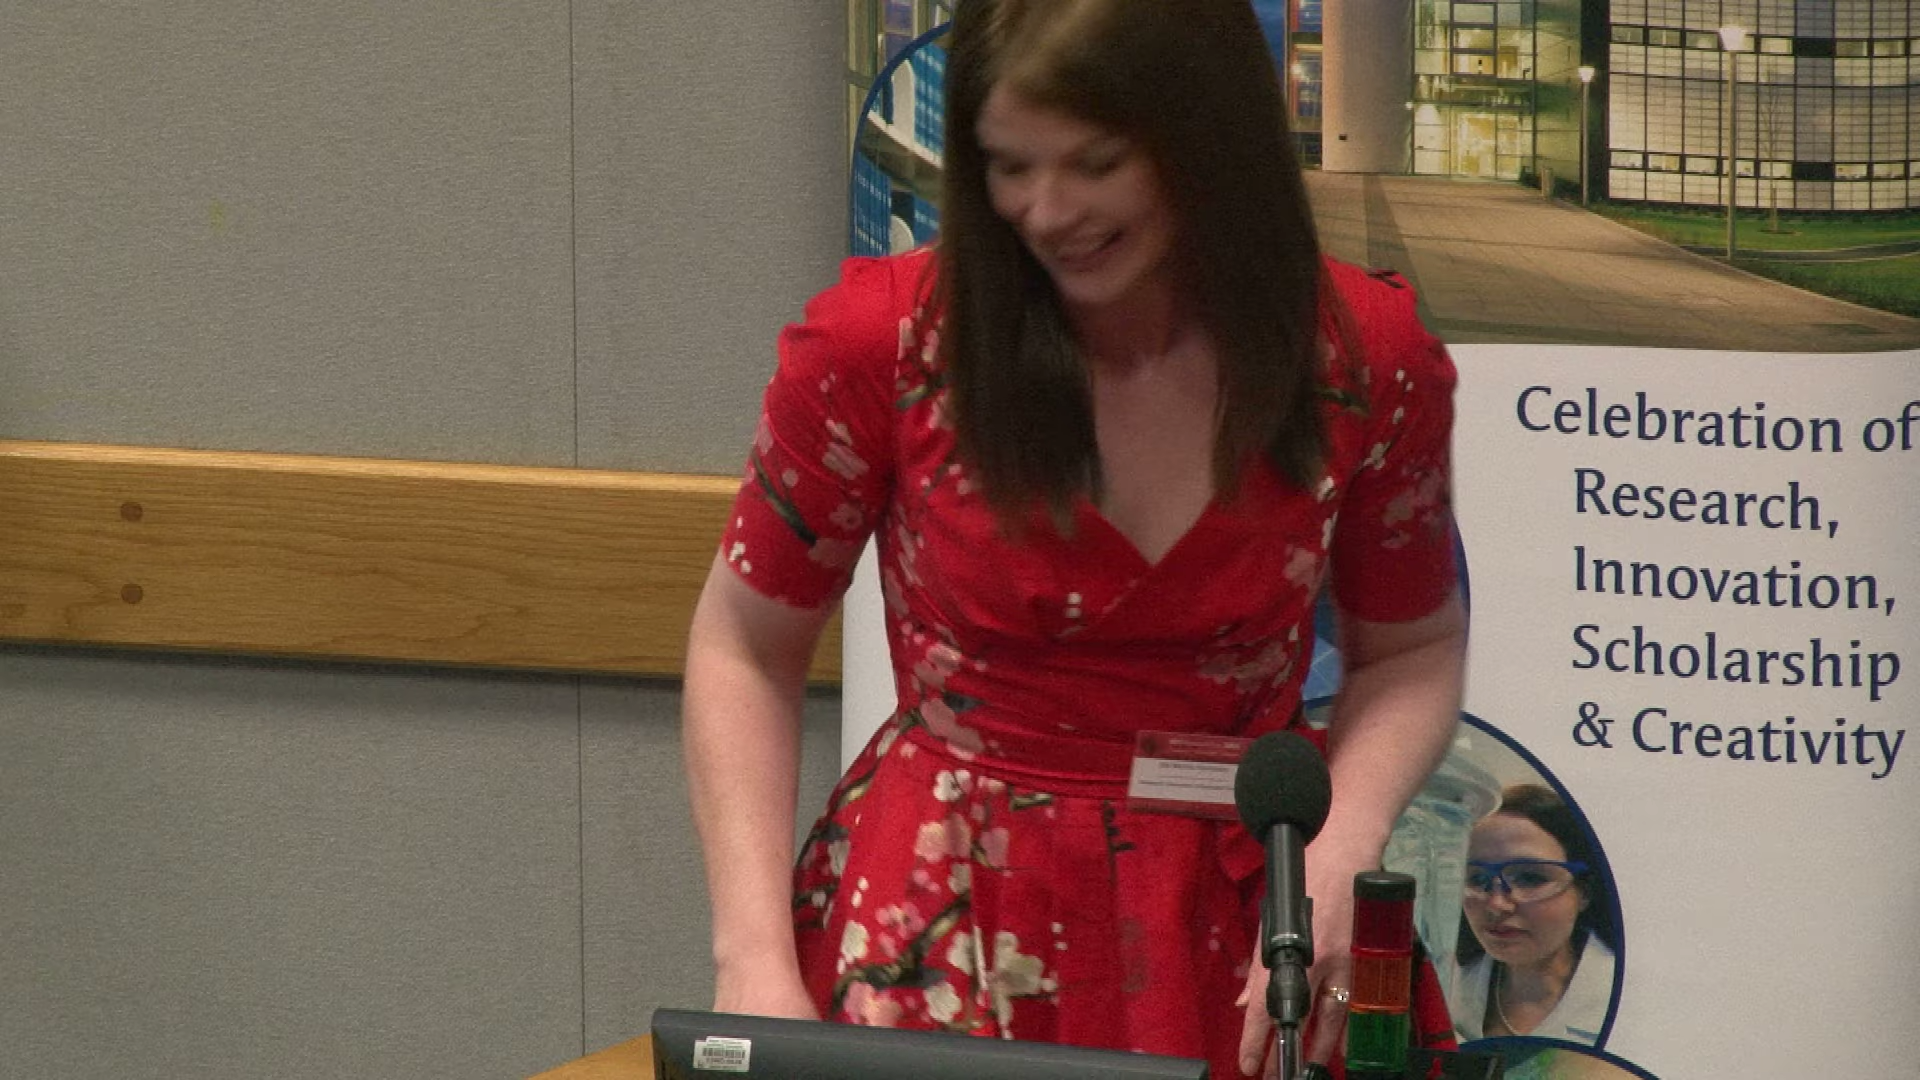 Celebration of
Research,
Innovation,
Scholarship
& Creativity